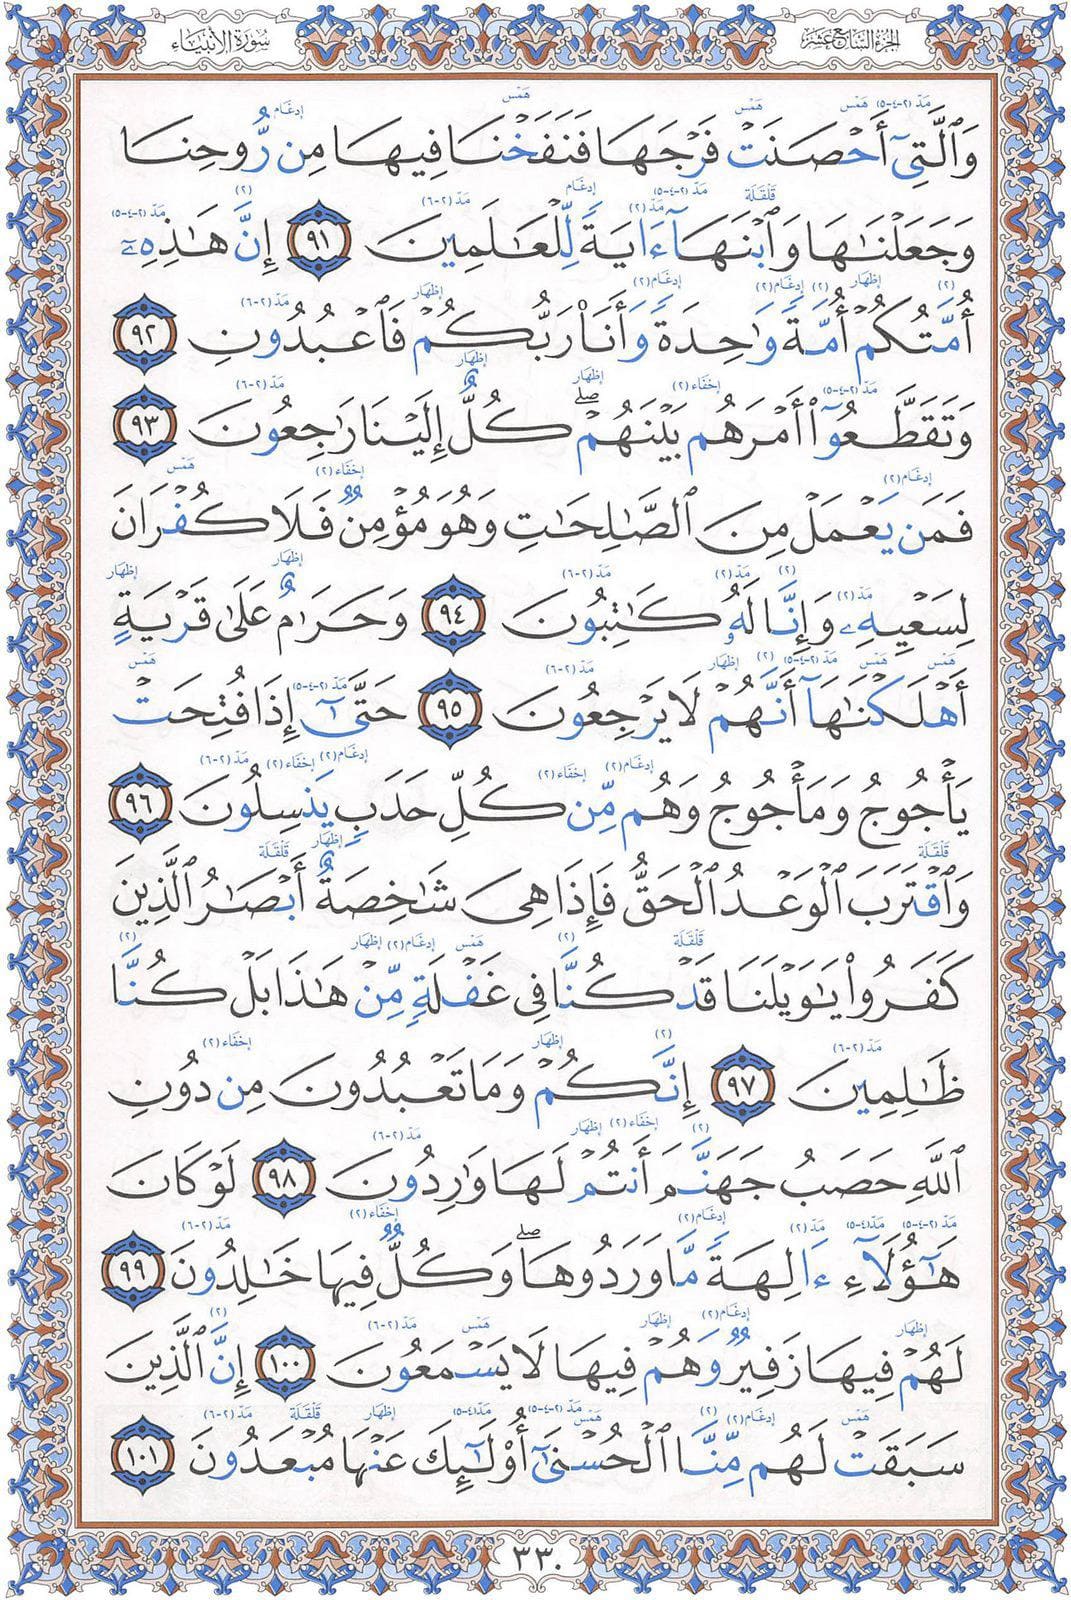 سورة الأنبياء
الجزء السابع عشر
وَٱلَّتِىٓ أَحْصَنَتْ فَرْجَهَا فَنَفَخْنَا فِيهَا مِن رُّوحِنَا
وَجَعَلْنَٰهَا وَٱبْنَهَآ ءَايَةً لِّلْعَٰلَمِينَ ٩١ إِنَّ هَٰذِهِۦٓ
أُمَّتُكُمْ أُمَّةً وَٰحِدَةً وَأَنَا۠ رَبُّكُمْ فَٱعْبُدُونِ ٩٢
وَتَقَطَّعُوٓا۟ أَمْرَهُم بَيْنَهُمْ ۖ كُلٌّ إِلَيْنَا رَٰجِعُونَ ٩٣
فَمَن يَعْمَلْ مِنَ ٱلصَّٰلِحَٰتِ وَهُوَ مُؤْمِنٌ فَلَا كُفْرَانَ
لِسَعْيِهِۦ وَإِنَّا لَهُۥ كَٰتِبُونَ ٩٤ وَحَرَٰمٌ عَلَىٰ قَرْيَةٍ
أَهْلَكْنَٰهَآ أَنَّهُمْ لَا يَرْجِعُونَ ٩٥ حَتَّىٰٓ إِذَا فُتِحَتْ
يَأْجُوجُ وَمَأْجُوجُ وَهُم مِّن كُلِّ حَدَبٍ يَنسِلُونَ ٩٦
وَٱقْتَرَبَ ٱلْوَعْدُ ٱلْحَقُّ فَإِذَا هِىَ شَٰخِصَةٌ أَبْصَٰرُ ٱلَّذِينَ
كَفَرُوا۟ يَٰوَيْلَنَا قَدْ كُنَّا فِى غَفْلَةٍ مِّنْ هَٰذَا بَلْ كُنَّا
ظَٰلِمِينَ ٩٧ إِنَّكُمْ وَمَا تَعْبُدُونَ مِن دُونِ
ٱللَّهِ حَصَبُ جَهَنَّمَ أَنتُمْ لَهَا وَٰرِدُونَ ٩٨ لَوْ كَانَ
هَٰٓؤُلَآءِ ءَالِهَةً مَّا وَرَدُوهَا ۖ وَكُلٌّ فِيهَا خَٰلِدُونَ ٩٩
لَهُمْ فِيهَا زَفِيرٌ وَهُمْ فِيهَا لَا يَسْمَعُونَ ١٠٠ إِنَّ ٱلَّذِينَ
سَبَقَتْ لَهُم مِّنَّا ٱلْحُسْنَىٰٓ أُو۟لَٰٓئِكَ عَنْهَا مُبْعَدُونَ ١٠١
٣٣٠